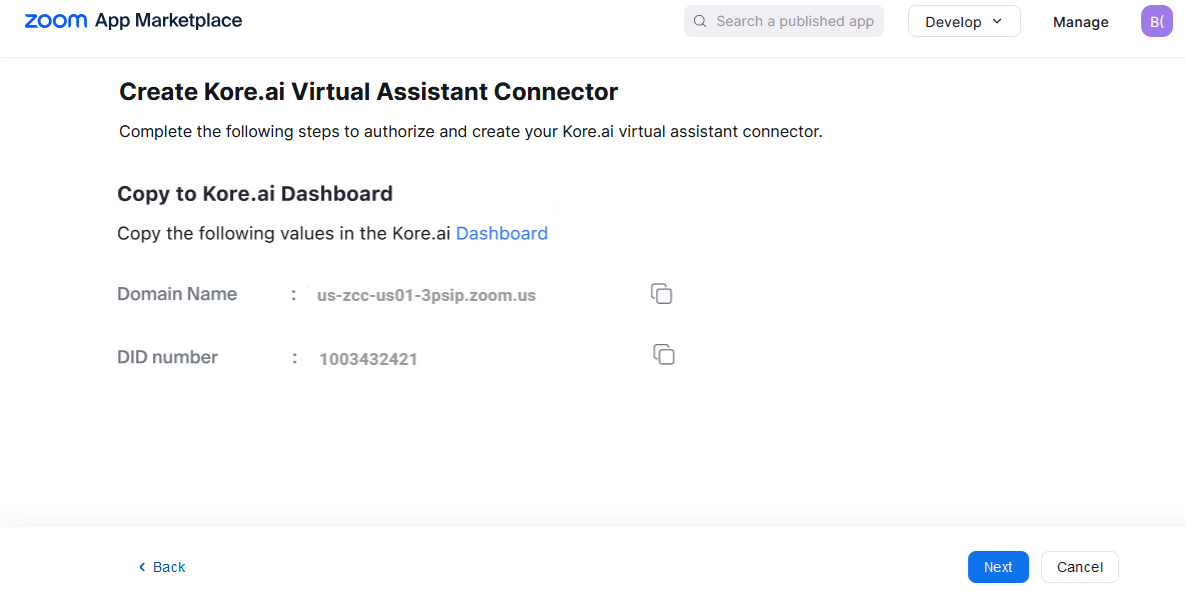 zoom App Marketplace Search a published app Develop Manage B(
Create Kore.ai Virtual Assistant Connector
Complete the following steps to authorize and create your Kore.ai virtual assistant connector.
Copy to Kore.ai Dashboard
Copy the following values in the Kore.ai Dashboard
Domain Name : us-zcc-us01-3psip.zoom.us
DID number : 1003432421
Back Next Cancel